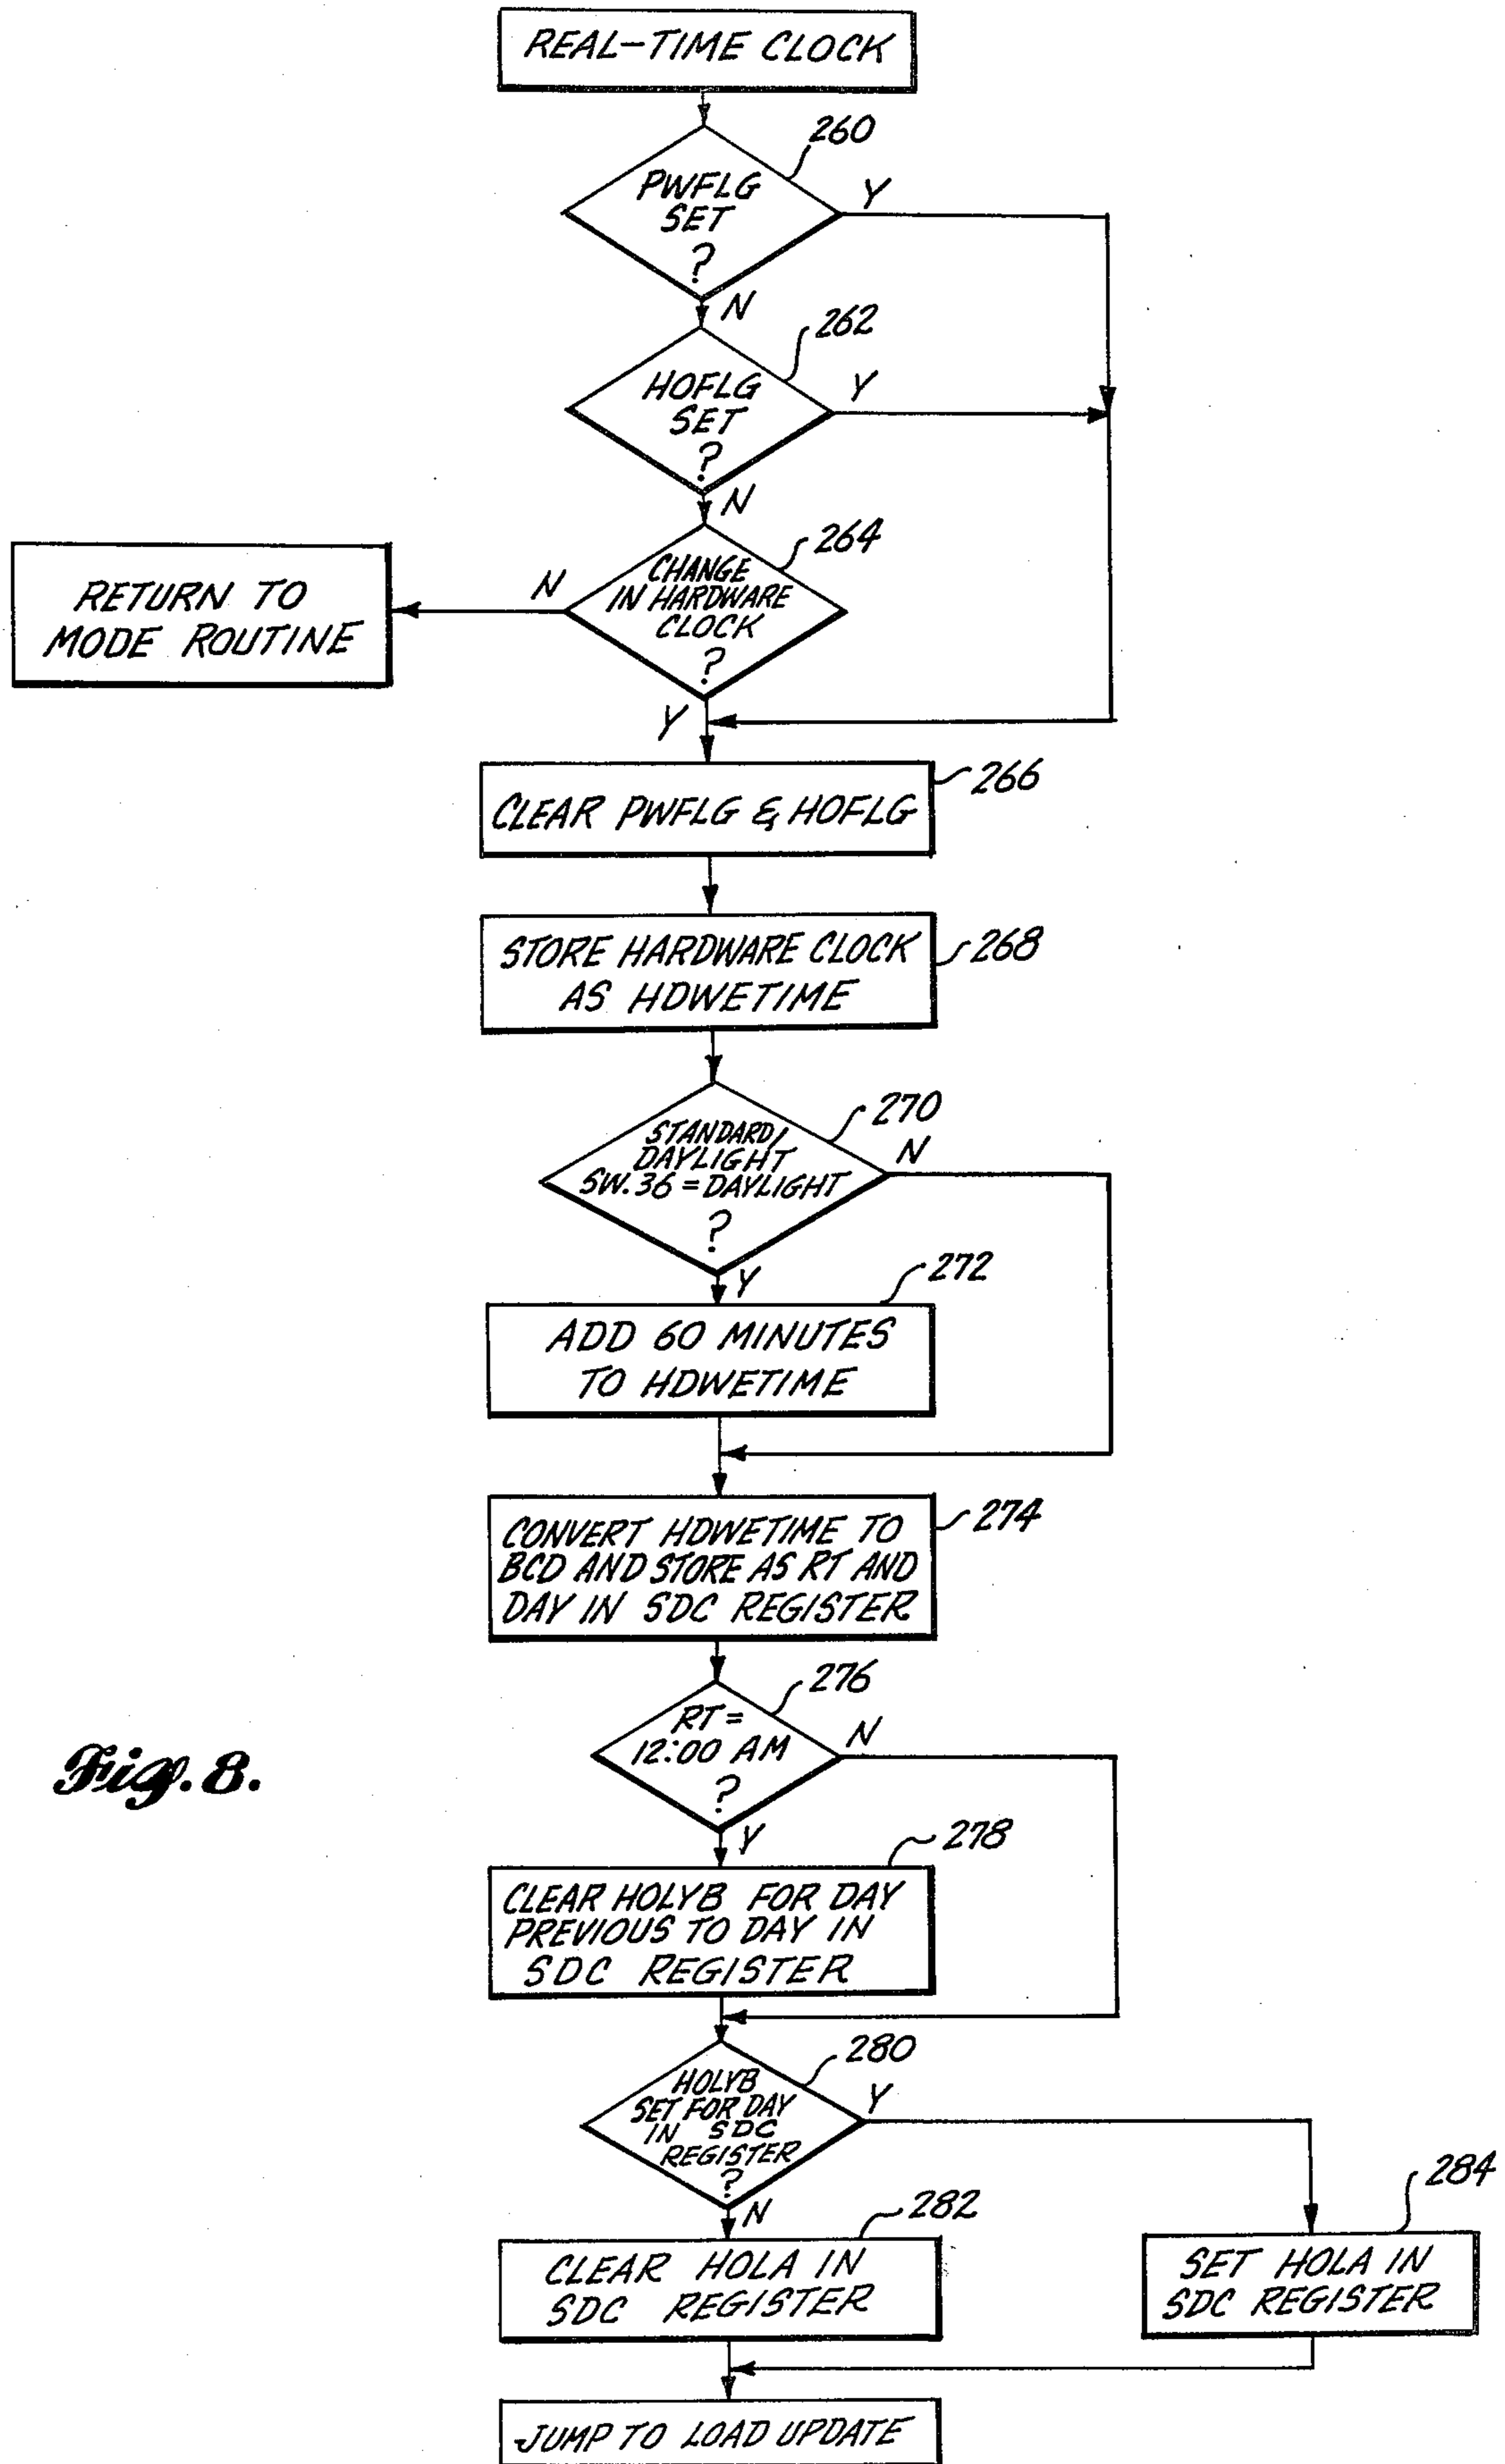 REAL-TIME CLOCK
260
PWFLG
SET
?
Y
N
262
HOFLG
SET
?
Y
N
264
CHANGE
IN HARDWARE
CLOCK
?
N
RETURN TO
MODE ROUTINE
Y
266
CLEAR PWFLG & HOFLG
268
STORE HARDWARE CLOCK
AS HDWETIME
270
STANDARD/
DAYLIGHT
SW.36 = DAYLIGHT
?
N
Y
272
ADD 60 MINUTES
TO HDWETIME
274
CONVERT HDWETIME TO
BCD AND STORE AS RT AND
DAY IN SDC REGISTER
276
RT =
12:00 AM
?
N
Fig. 8.
Y
278
CLEAR HOLYB FOR DAY
PREVIOUS TO DAY IN
SDC REGISTER
280
HOLYB
SET FOR DAY
IN SDC
REGISTER
?
Y
N
282
CLEAR HOLA IN
SDC REGISTER
284
SET HOLA IN
SDC REGISTER
JUMP TO LOAD UPDATE